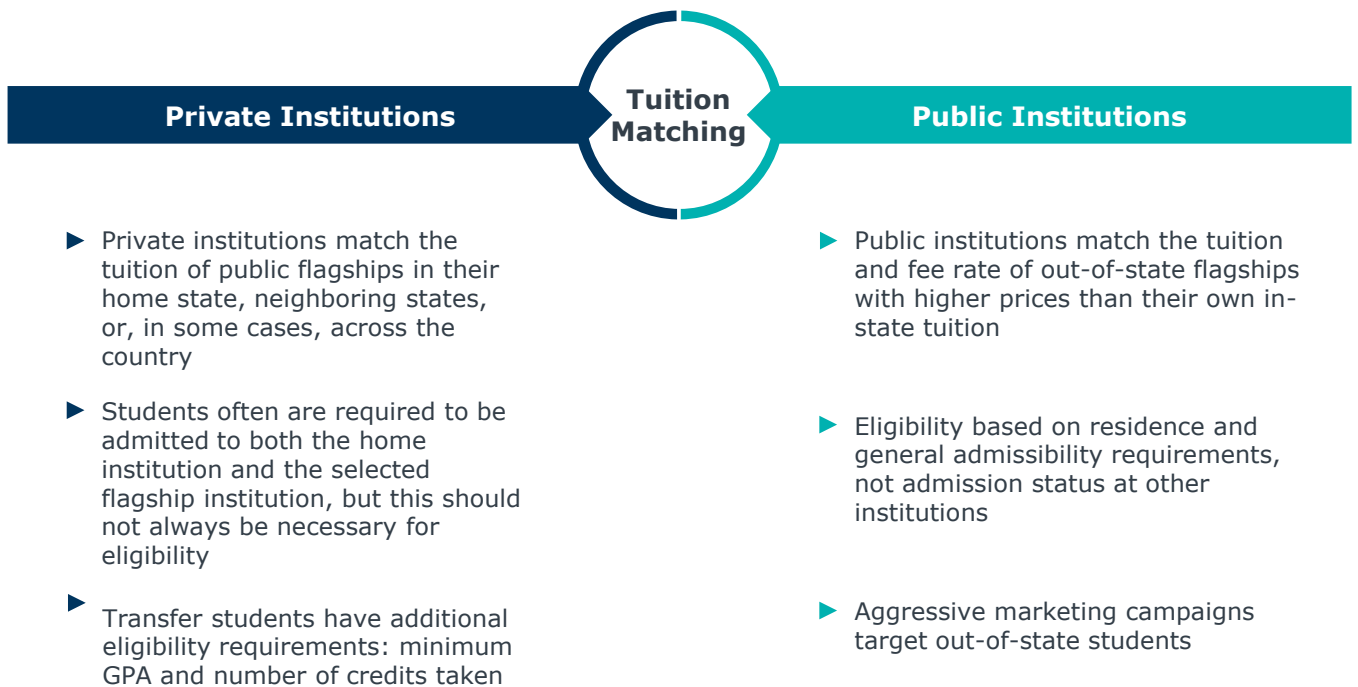 Tuition
Matching
Private Institutions
Public Institutions
Private institutions match the
tuition of public flagships in their
home state, neighboring states,
or, in some cases, across the
country
Students often are required to be
admitted to both the home
institution and the selected
flagship institution, but this should
not always be necessary for
eligibility
Transfer students have additional
eligibility requirements: minimum
GPA and number of credits taken
Public institutions match the tuition
and fee rate of out-of-state flagships
with higher prices than their own in-
state tuition
Eligibility based on residence and
general admissibility requirements,
not admission status at other
institutions
Aggressive marketing campaigns
target out-of-state students